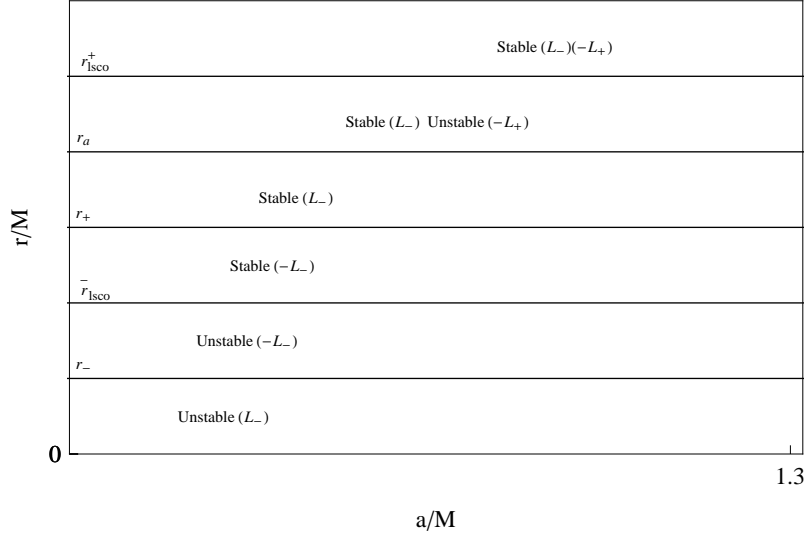 r⁺lsco
Stable (L₋)(-L₊)
rₐ
Stable (L₋) Unstable (-L₊)
r₊
Stable (L₋)
r⁻lsco
Stable (-L₋)
r₋
Unstable (-L₋)
Unstable (L₋)
r/M
0
1.3
a/M